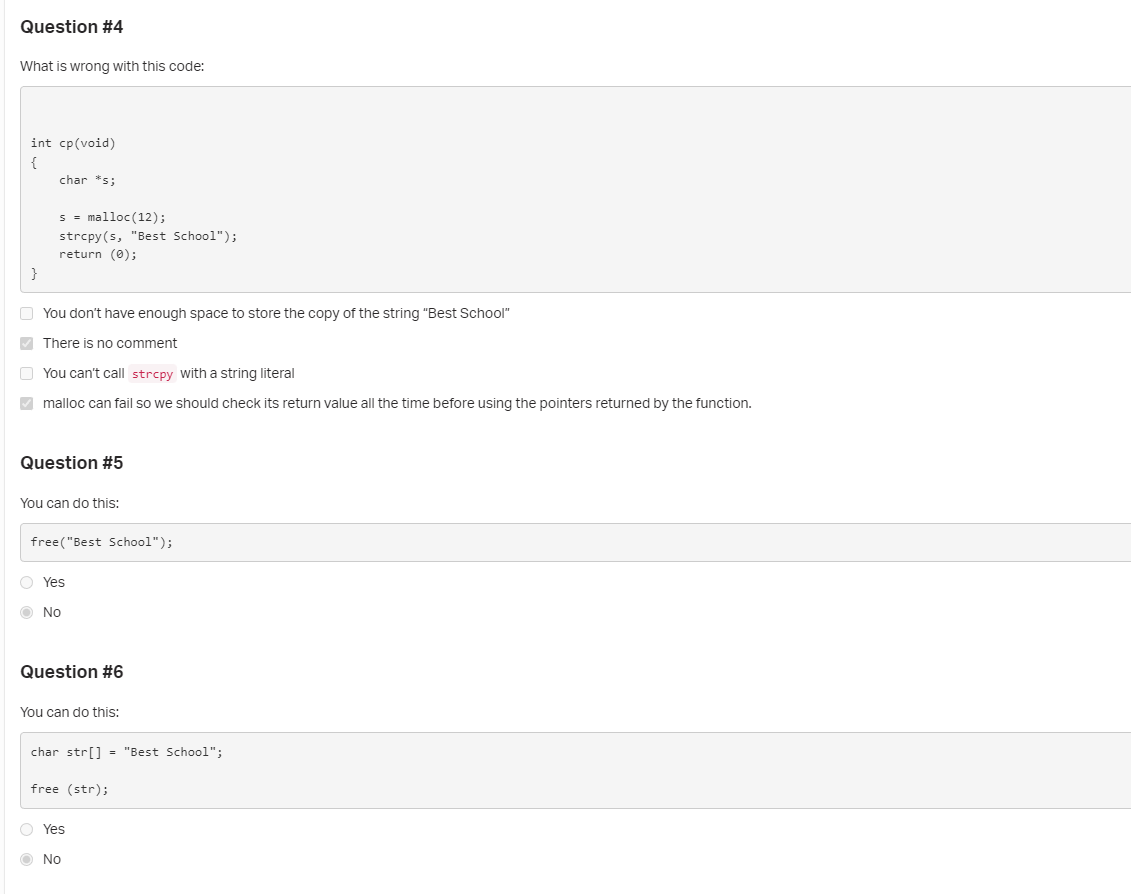 Question #4
What is wrong with this code:
int cp(void)
{
    char *s;
    s = malloc(12);
    strcpy(s, "Best School");
    return (0);
}
You don’t have enough space to store the copy of the string “Best School”
There is no comment
You can’t call strcpy with a string literal
malloc can fail so we should check its return value all the time before using the pointers returned by the function.
Question #5
You can do this:
free("Best School");
Yes
No
Question #6
You can do this:
char str[] = "Best School";
free (str);
Yes
No